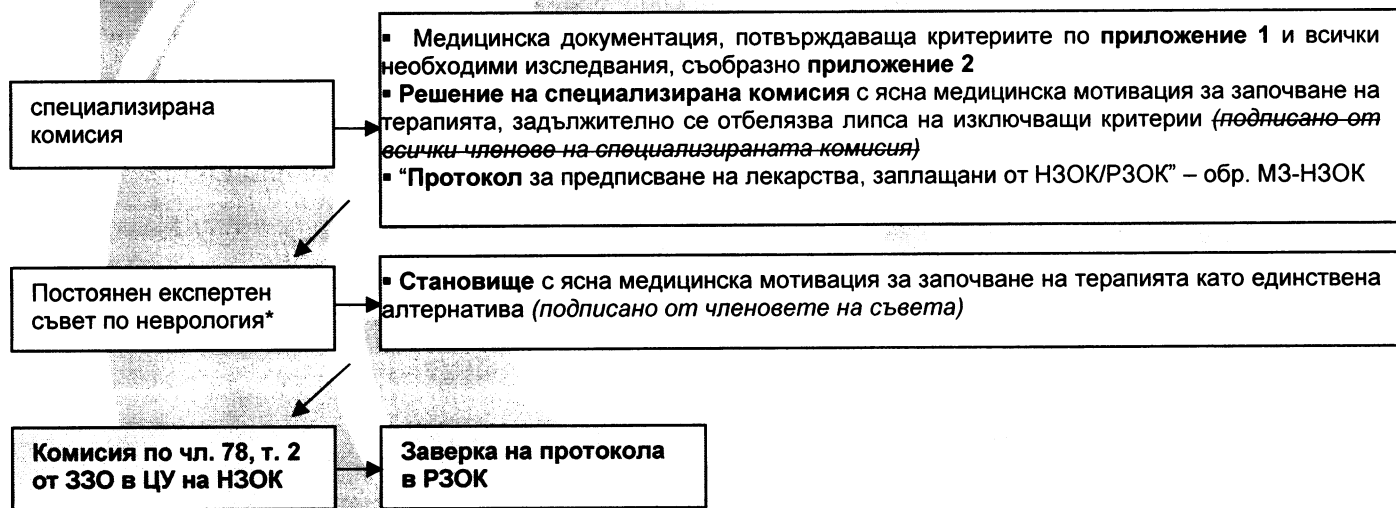 специализирана
комисия
▪ Медицинска документация, потвърждаваща критериите по приложение 1 и всички
необходими изследвания, съобразно приложение 2
▪ Решение на специализирана комисия с ясна медицинска мотивация за започване на
терапията, задължително се отбелязва липса на изключващи критерии (подписано от
всички членове на специализираната комисия)
▪ “Протокол за предписване на лекарства, заплащани от НЗОК/РЗОК” – обр. МЗ-НЗОК
Постоянен експертен
съвет по неврология*
▪ Становище с ясна медицинска мотивация за започване на терапията като единствена
алтернатива (подписано от членовете на съвета)
Комисия по чл. 78, т. 2
от ЗЗО в ЦУ на НЗОК
Заверка на протокола
в РЗОК